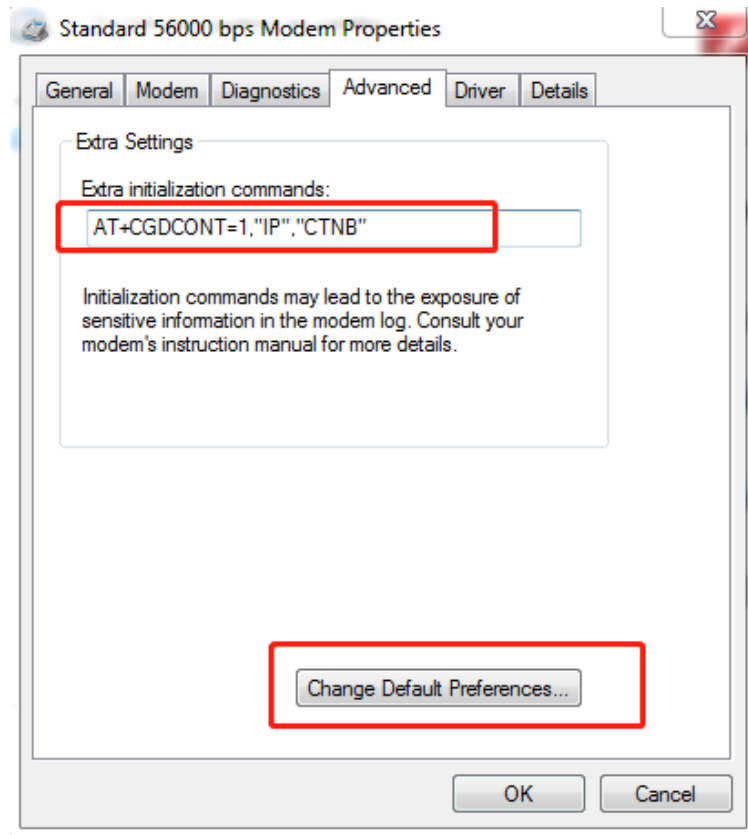 Standard 56000 bps Modem Properties
General Modem Diagnostics Advanced Driver Details
Extra Settings
Extra initialization commands:
AT+CGDCONT=1,"IP","CTNB"
Initialization commands may lead to the exposure of
sensitive information in the modem log. Consult your
modem's instruction manual for more details.
Change Default Preferences...
OK Cancel